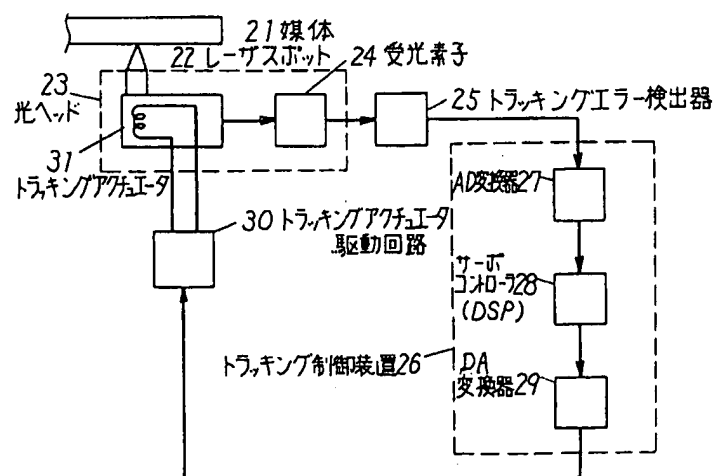 21 媒体
22 レーザスポット
23
光ヘッド
24 受光素子
25 トラッキングエラー検出器
31
トラッキングアクチュエータ
AD変換器27
30 トラッキングアクチュエータ
駆動回路
サーボ
コントローラ28
(DSP)
トラッキング制御装置26
DA
変換器29